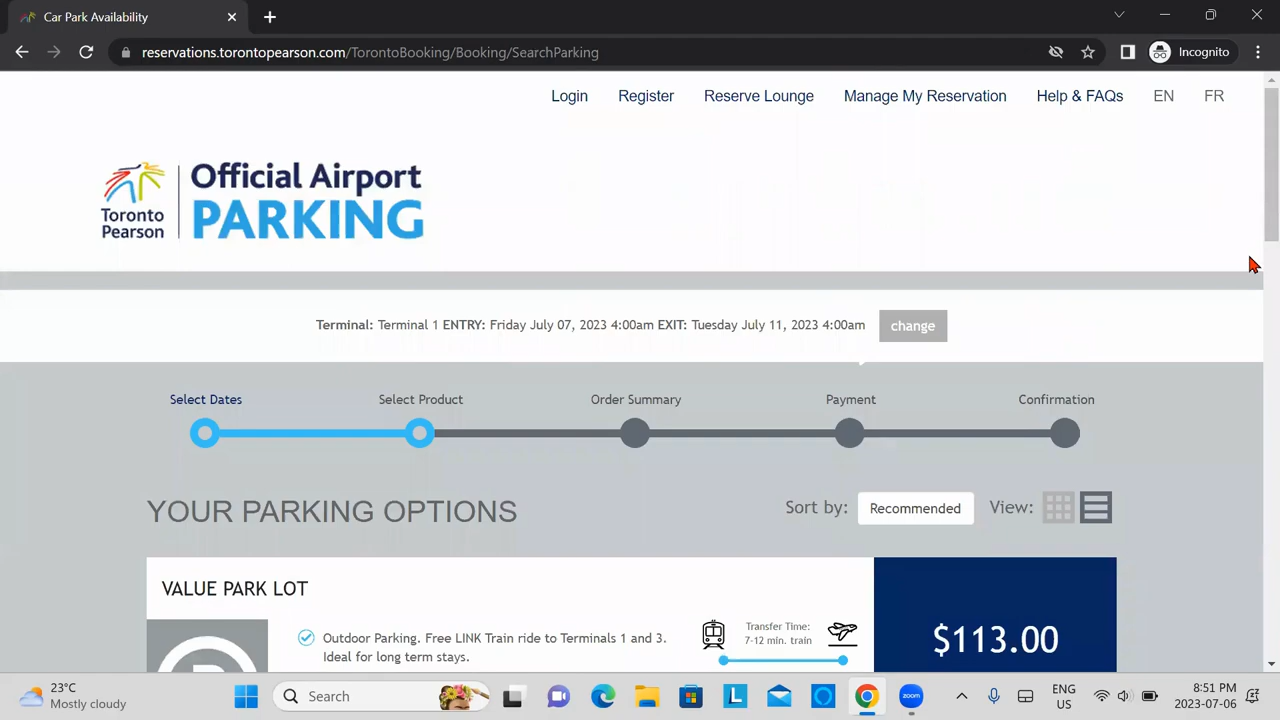 Car Park Availability
reservations.torontopearson.com/TorontoBooking/Booking/SearchParking
Incognito
Login Register Reserve Lounge Manage My Reservation Help & FAQs EN FR
Toronto
Pearson
Official Airport
PARKING
Terminal: Terminal 1 ENTRY: Friday July 07, 2023 4:00am EXIT: Tuesday July 11, 2023 4:00am change
Select Dates Select Product Order Summary Payment Confirmation
YOUR PARKING OPTIONS
Sort by: Recommended View:
VALUE PARK LOT
Outdoor Parking. Free LINK Train ride to Terminals 1 and 3.
Ideal for long term stays.
Transfer Time:
7-12 min. train
$113.00
23°C
Mostly cloudy
Search
L
zoom
ENG
US
8:51 PM
2023-07-06